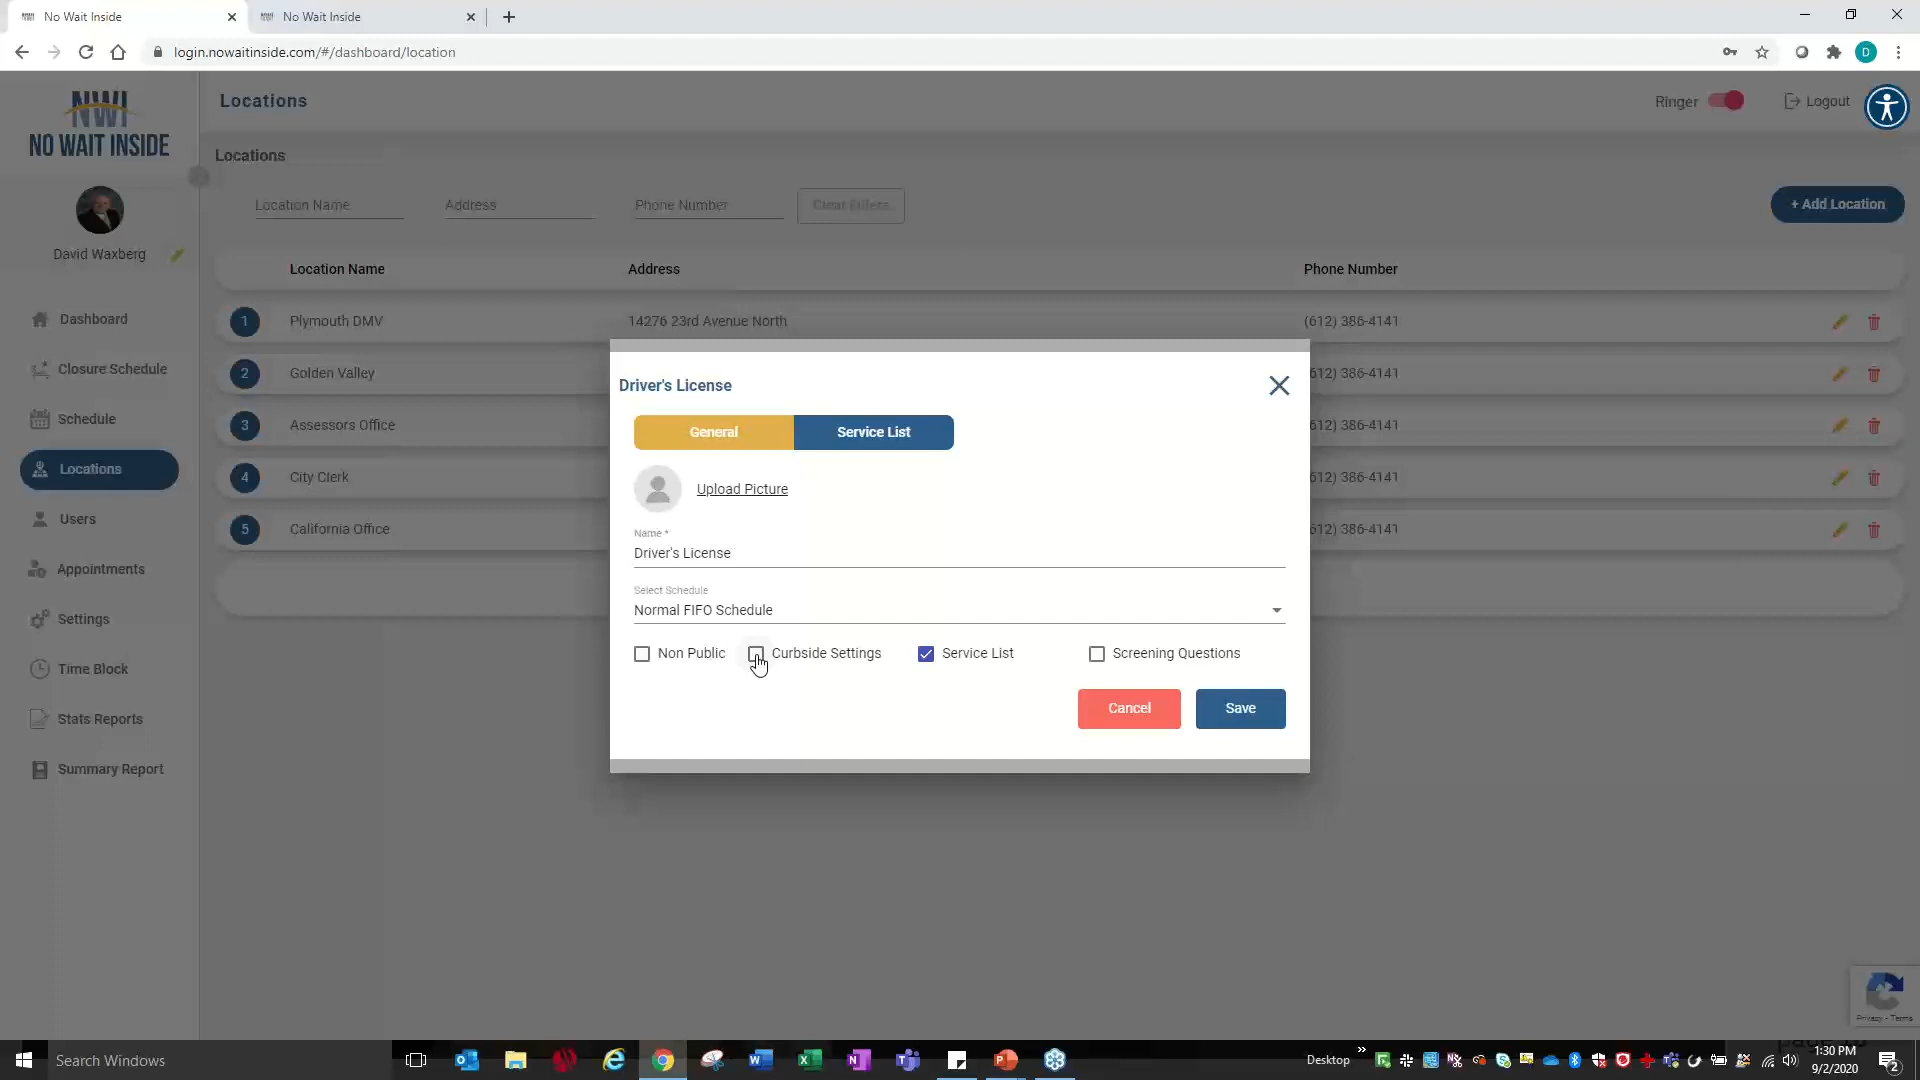 No Wait Inside
No Wait Inside
login.nowaitinside.com/#/dashboard/location
D
NWI
NO WAIT INSIDE
Locations
Ringer
Logout
David Waxberg
Dashboard
Closure Schedule
Schedule
Locations
Users
Appointments
Settings
Time Block
Stats Reports
Summary Report
Locations
Location Name
Address
Phone Number
Clear Filters
+ Add Location
Location Name Address Phone Number
1 Plymouth DMV 14276 23rd Avenue North (612) 386-4141
2 Golden Valley 612) 386-4141
3 Assessors Office 612) 386-4141
4 City Clerk 612) 386-4141
5 California Office 612) 386-4141
Driver's License
General
Service List
Upload Picture
Name *
Driver's License
Select Schedule
Normal FIFO Schedule
Non Public
Curbside Settings
Service List
Screening Questions
Cancel
Save
Privacy - Terms
Search Windows
Desktop
1:30 PM
9/2/2020
2